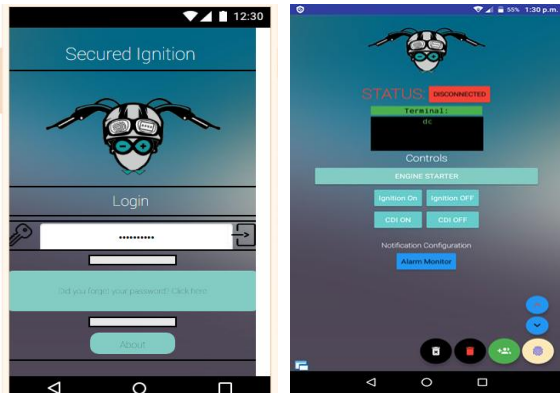 12:30
Secured Ignition
Login
••••••••••
Did you forgot your password? Click here
About
55% 1:30 p.m.
STATUS: DISCONNECTED
Terminal:
dc
Controls
ENGINE STARTER
Ignition On Ignition OFF
CDI ON CDI OFF
Notification Configuration
Alarm Monitor